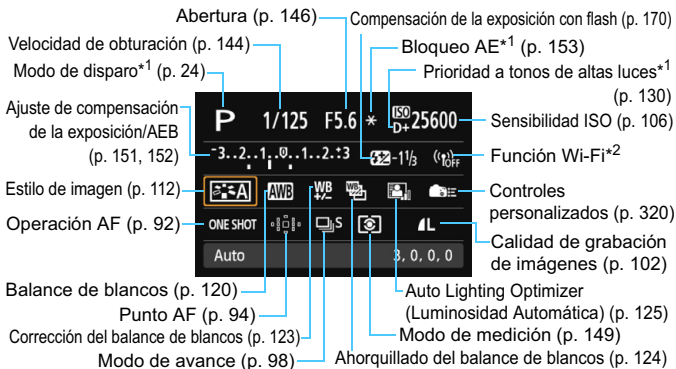 Abertura (p. 146)
Compensación de la exposición con flash (p. 170)
Velocidad de obturación (p. 144)
Bloqueo AE*1 (p. 153)
Modo de disparo*1 (p. 24)
Prioridad a tonos de altas luces*1
(p. 130)
Ajuste de compensación
de la exposición/AEB
(p. 151, 152)
P 1/125 F5.6 * ISO D+ 25600
Sensibilidad ISO (p. 106)
-3..2..1..0..1..2..+3
-1⅓
OFF
Función Wi-Fi*2
Estilo de imagen (p. 112)
A AWB WB +/-
Controles
personalizados (p. 320)
Operación AF (p. 92)
ONE SHOT S L
Calidad de grabación
de imágenes (p. 102)
Auto 3, 0, 0, 0
Balance de blancos (p. 120)
Auto Lighting Optimizer
(Luminosidad Automática) (p. 125)
Punto AF (p. 94)
Modo de medición (p. 149)
Corrección del balance de blancos (p. 123)
Modo de avance (p. 98)
Ahorquillado del balance de blancos (p. 124)